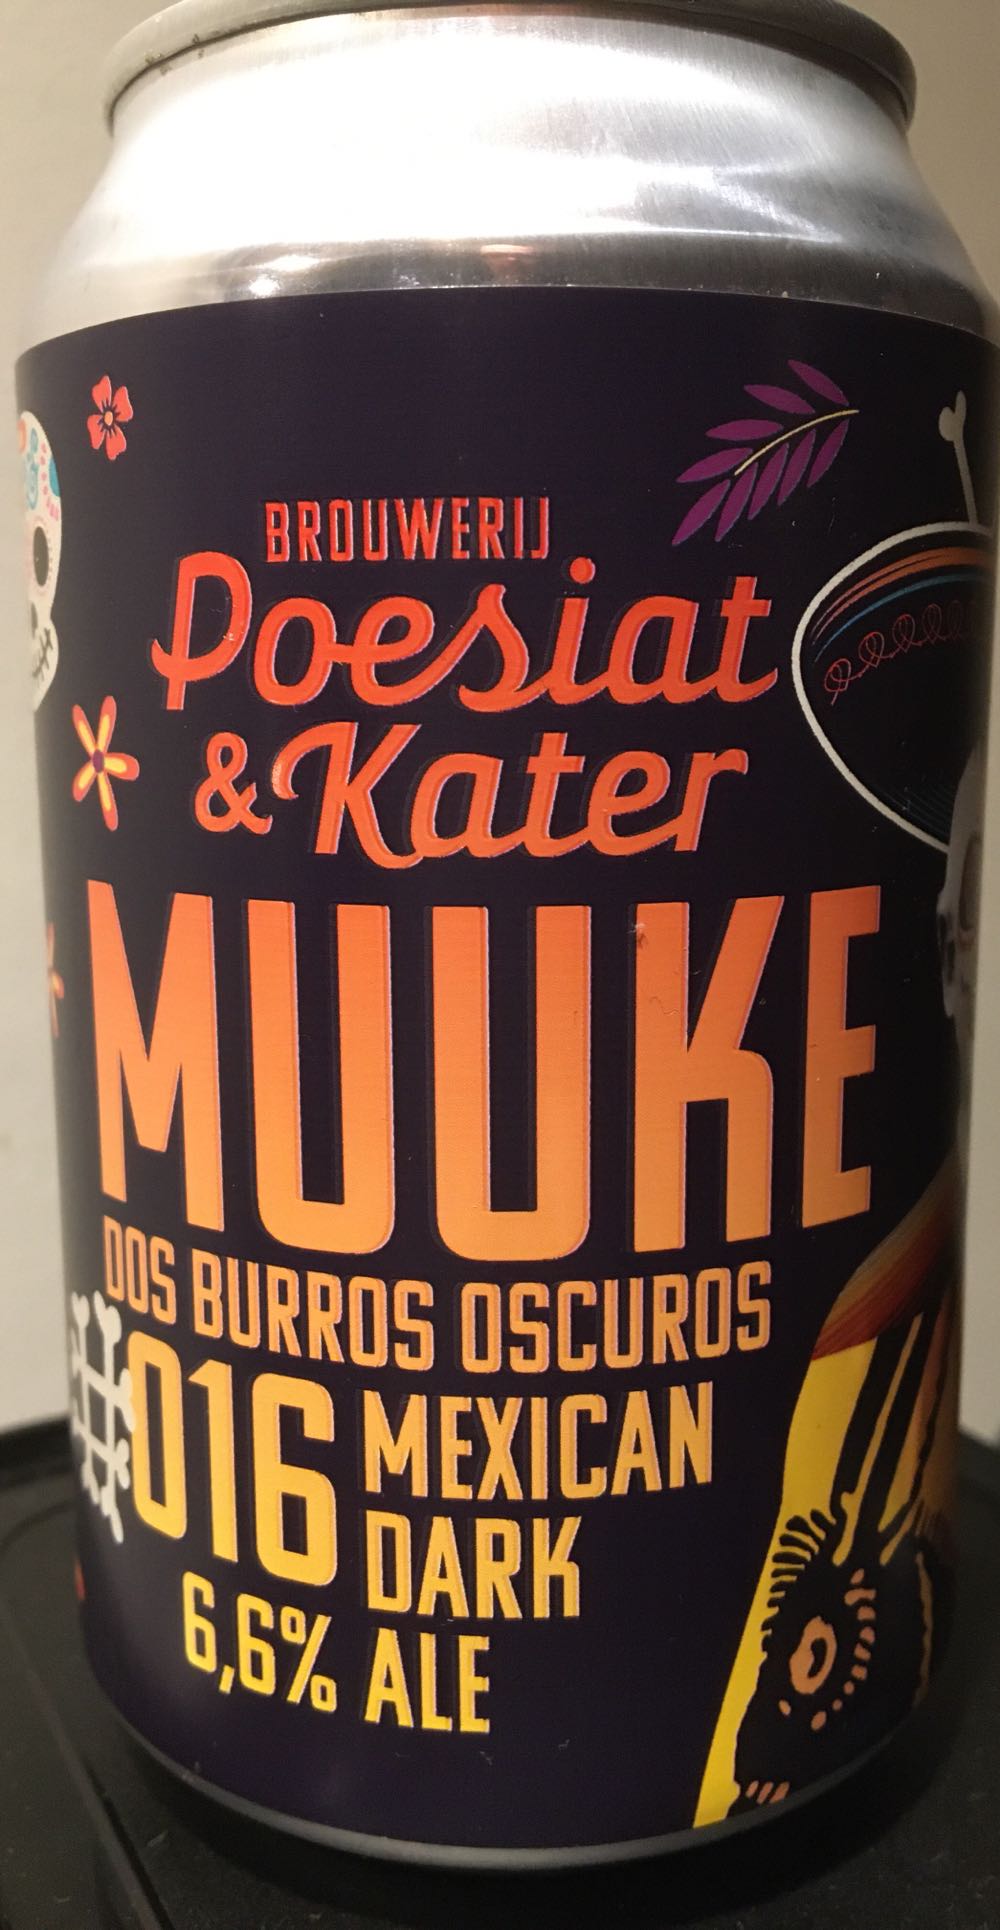 BROUWERIJ
Poesiat
& Kater
MUUKE
DOS BURROS OSCUROS
#016 MEXICAN
DARK
6,6% ALE